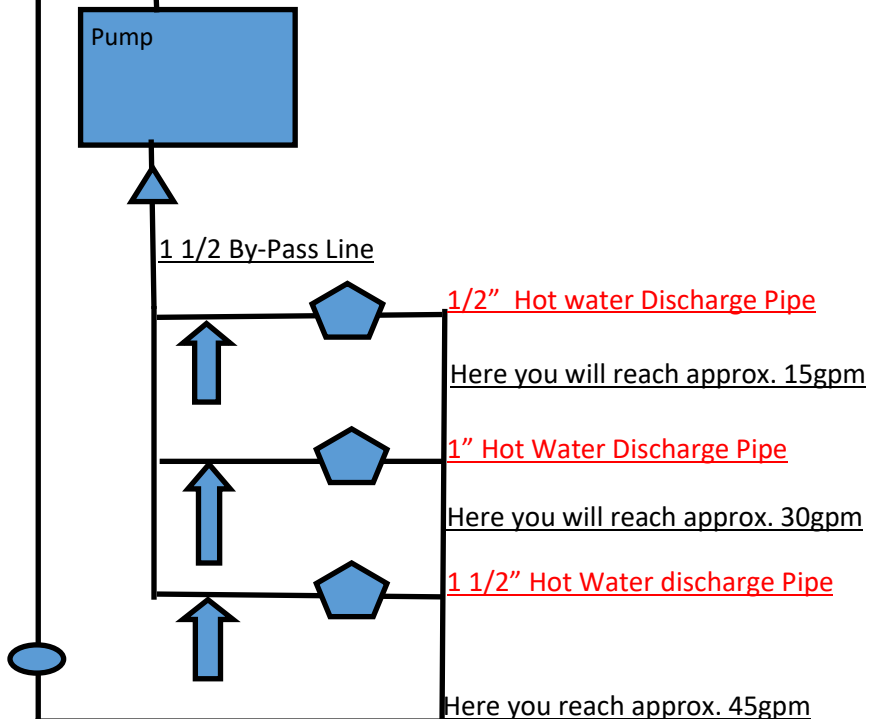 Pump
1 1/2 By-Pass Line
1/2” Hot water Discharge Pipe
Here you will reach approx. 15gpm
1” Hot Water Discharge Pipe
Here you will reach approx. 30gpm
1 1/2” Hot Water discharge Pipe
Here you reach approx. 45gpm